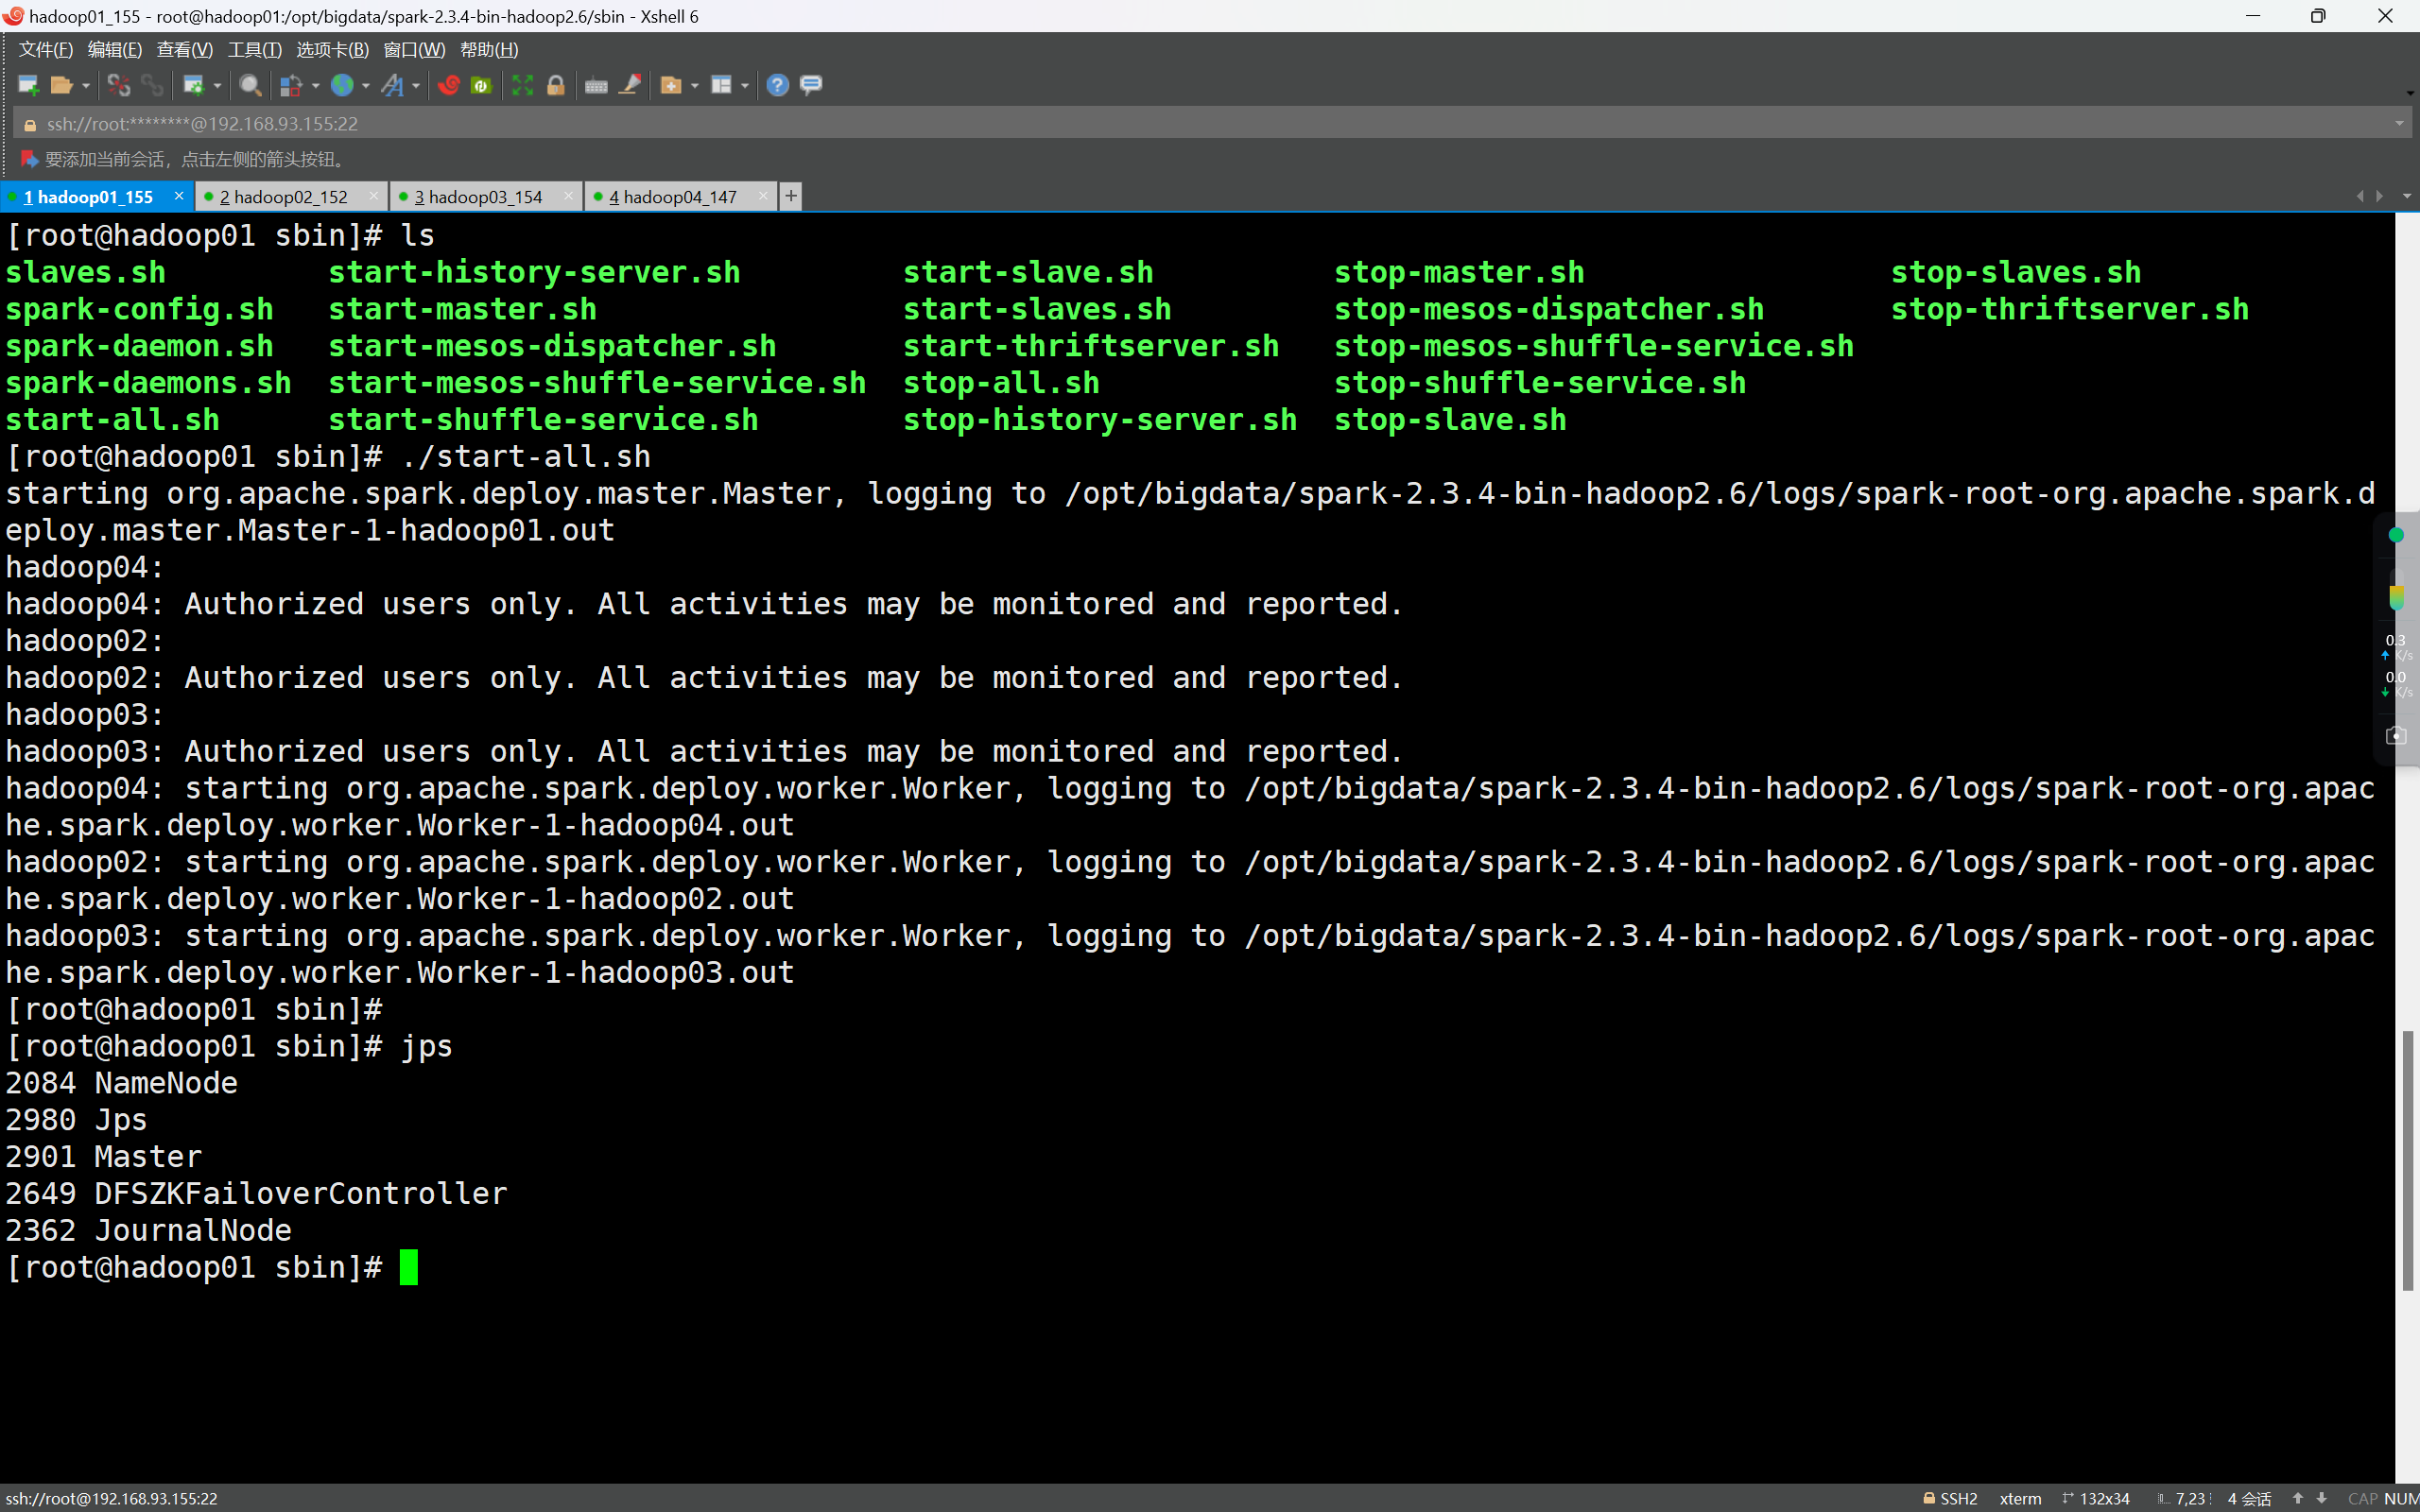 hadoop01_155 - root@hadoop01:/opt/bigdata/spark-2.3.4-bin-hadoop2.6/sbin - Xshell 6
文件(F) 编辑(E) 查看(V) 工具(T) 选项卡(B) 窗口(W) 帮助(H)
ssh://root:********@192.168.93.155:22
要添加当前会话，点击左侧的箭头按钮。
1 hadoop01_155 2 hadoop02_152 3 hadoop03_154 4 hadoop04_147
[root@hadoop01 sbin]# ls
slaves.sh start-history-server.sh start-slave.sh stop-master.sh stop-slaves.sh
spark-config.sh start-master.sh start-slaves.sh stop-mesos-dispatcher.sh stop-thriftserver.sh
spark-daemon.sh start-mesos-dispatcher.sh start-thriftserver.sh stop-mesos-shuffle-service.sh
spark-daemons.sh start-mesos-shuffle-service.sh stop-all.sh stop-shuffle-service.sh
start-all.sh start-shuffle-service.sh stop-history-server.sh stop-slave.sh
[root@hadoop01 sbin]# ./start-all.sh
starting org.apache.spark.deploy.master.Master, logging to /opt/bigdata/spark-2.3.4-bin-hadoop2.6/logs/spark-root-org.apache.spark.d
eploy.master.Master-1-hadoop01.out
hadoop04:
hadoop04: Authorized users only. All activities may be monitored and reported.
hadoop02:
hadoop02: Authorized users only. All activities may be monitored and reported.
hadoop03:
hadoop03: Authorized users only. All activities may be monitored and reported.
hadoop04: starting org.apache.spark.deploy.worker.Worker, logging to /opt/bigdata/spark-2.3.4-bin-hadoop2.6/logs/spark-root-org.apac
he.spark.deploy.worker.Worker-1-hadoop04.out
hadoop02: starting org.apache.spark.deploy.worker.Worker, logging to /opt/bigdata/spark-2.3.4-bin-hadoop2.6/logs/spark-root-org.apac
he.spark.deploy.worker.Worker-1-hadoop02.out
hadoop03: starting org.apache.spark.deploy.worker.Worker, logging to /opt/bigdata/spark-2.3.4-bin-hadoop2.6/logs/spark-root-org.apac
he.spark.deploy.worker.Worker-1-hadoop03.out
[root@hadoop01 sbin]#
[root@hadoop01 sbin]# jps
2084 NameNode
2980 Jps
2901 Master
2649 DFSZKFailoverController
2362 JournalNode
[root@hadoop01 sbin]#
0.3
K/s
0.0
K/s
ssh://root@192.168.93.155:22 SSH2 xterm 132x34 7,23 4 会话 CAP NUM